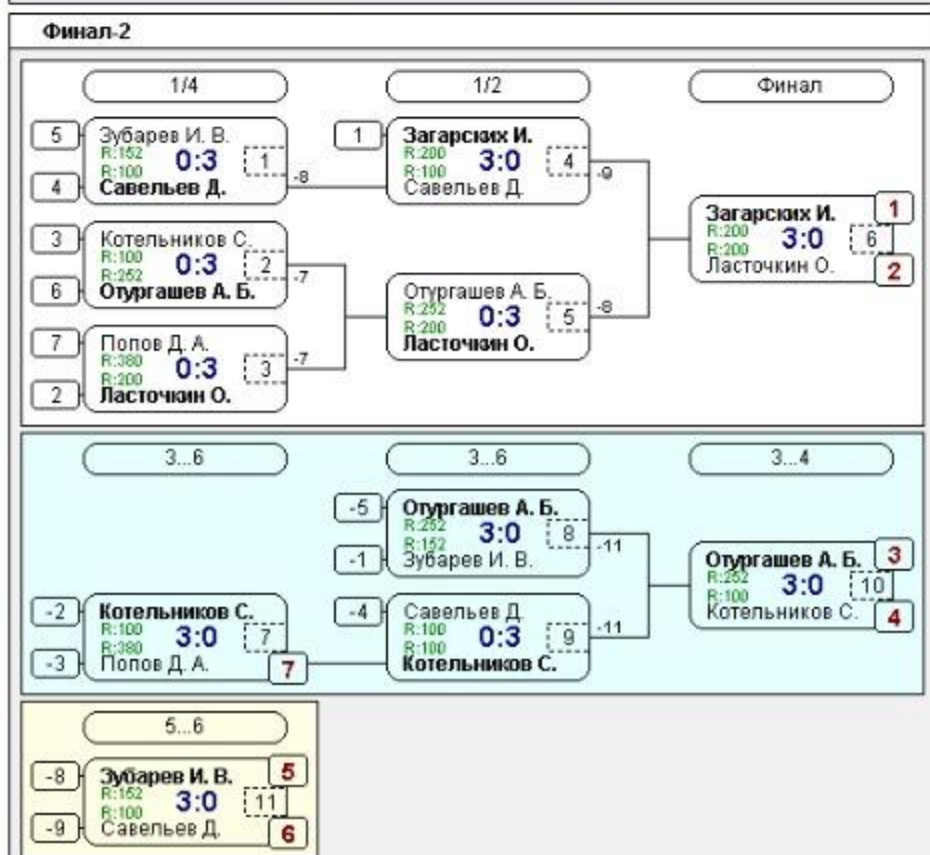 Финал-2
1/4
1/2
Финал
5
Зубарев И. В.
R:152
R:100
0:3
1
4
Савельев Д.
-8
1
Загарских И.
R:200
R:100
3:0
4
Савельев Д.
-9
3
Котельников С.
R:100
R:252
0:3
2
6
Отургашев А. Б.
-7
Загарских И.
1
R:200
R:200
3:0
6
Ласточкин О.
2
Отургашев А. Б.
R:252
R:200
0:3
5
Ласточкин О.
-8
7
Попов Д. А.
R:380
R:200
0:3
3
2
Ласточкин О.
-7
3...6
3...6
3...4
-5
Отургашев А. Б.
R:252
R:152
3:0
8
-1
Зубарев И. В.
-11
Отургашев А. Б.
3
R:252
R:100
3:0
10
Котельников С.
4
-2
Котельников С.
R:100
R:380
3:0
7
-3
Попов Д. А.
7
-4
Савельев Д.
R:100
R:100
0:3
9
Котельников С.
-11
5...6
-8
Зубарев И. В.
5
R:152
R:100
3:0
11
-9
Савельев Д.
6